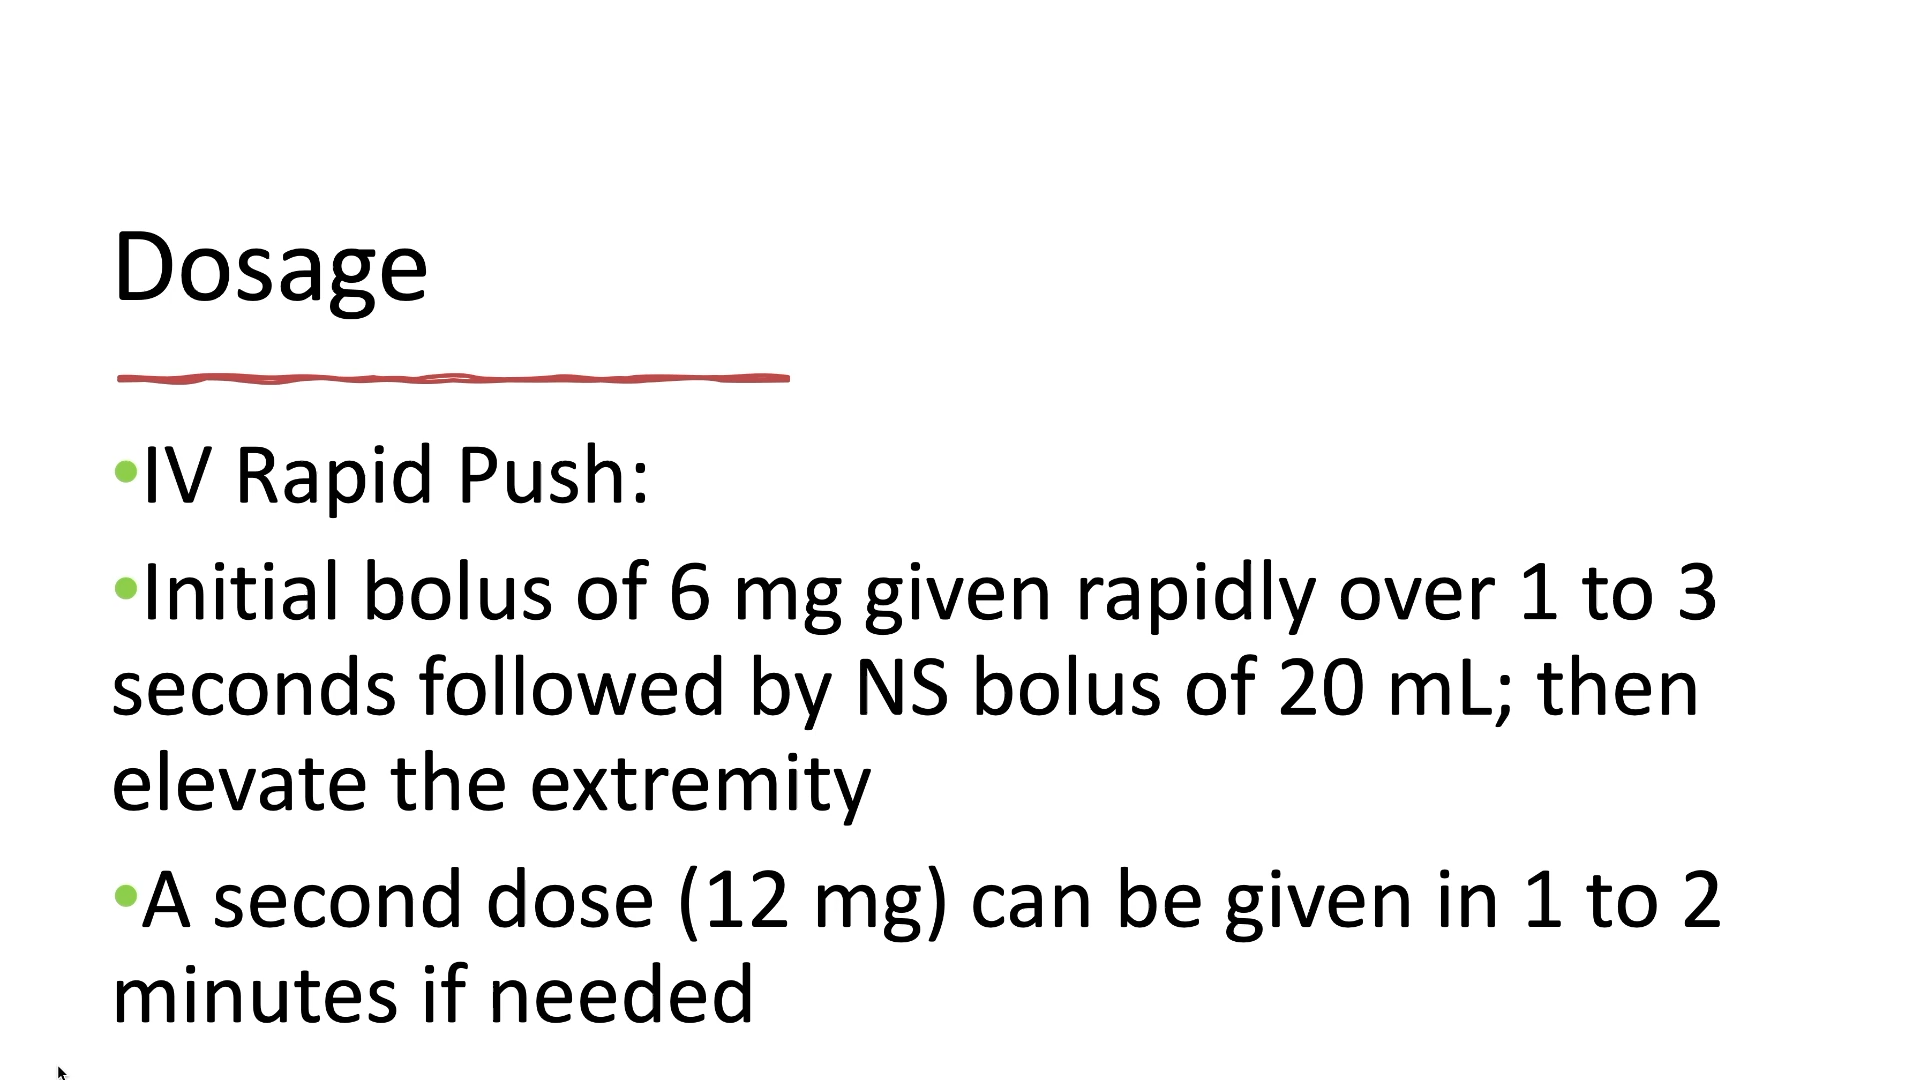 Dosage
•IV Rapid Push:
•Initial bolus of 6 mg given rapidly over 1 to 3
seconds followed by NS bolus of 20 mL; then
elevate the extremity
•A second dose (12 mg) can be given in 1 to 2
minutes if needed